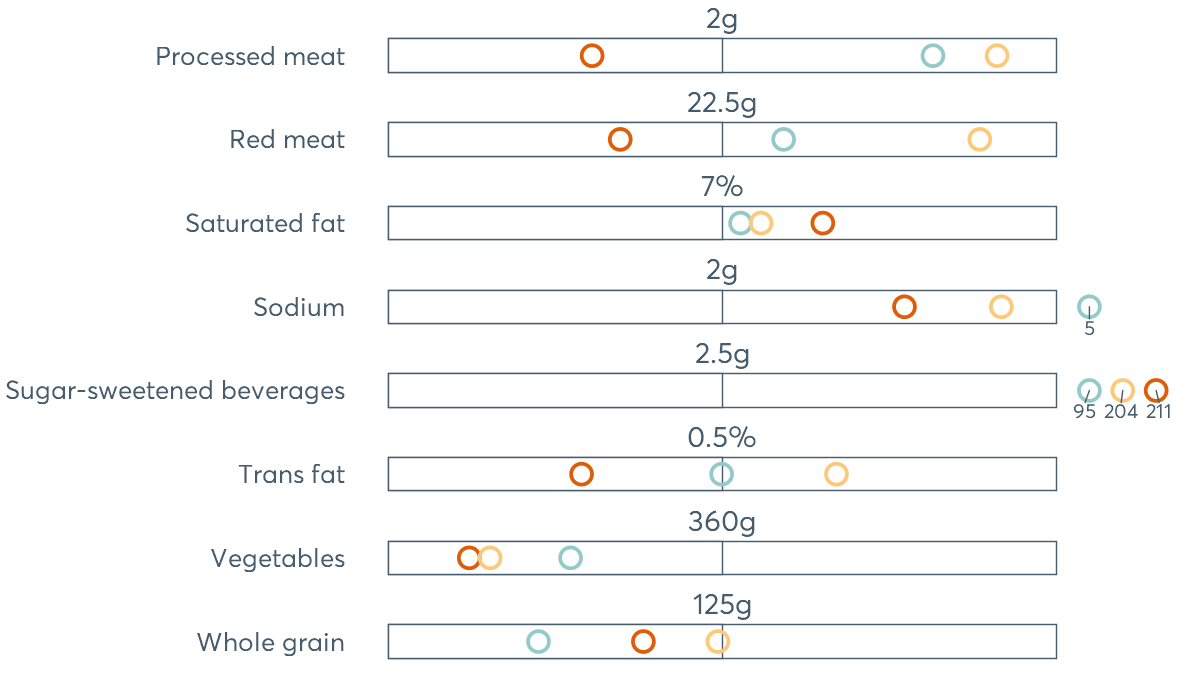 2g
Processed meat
22.5g
Red meat
7%
Saturated fat
2g
Sodium
5
2.5g
Sugar-sweetened beverages
95 204 211
0.5%
Trans fat
360g
Vegetables
125g
Whole grain